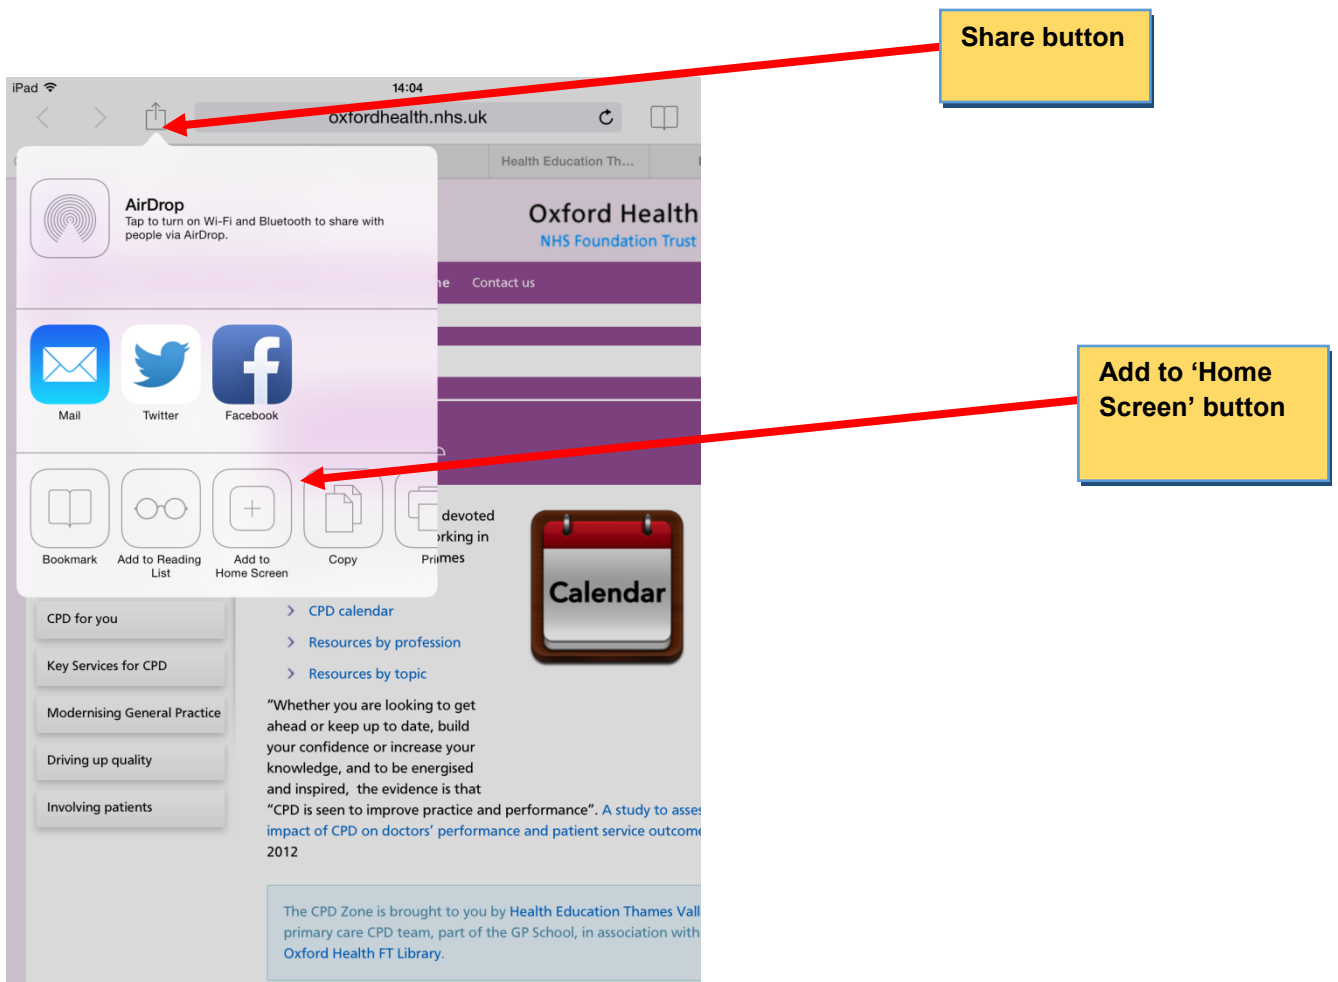 Share button
iPad
14:04
oxfordhealth.nhs.uk
Health Education Th...
AirDrop
Tap to turn on Wi-Fi and Bluetooth to share with
people via AirDrop.
Oxford Health
NHS Foundation Trust
Contact us
Mail
Twitter
Facebook
Add to ‘Home
Screen’ button
Bookmark
Add to Reading
List
Add to
Home Screen
Copy
devoted
Calendar
CPD for you
Key Services for CPD
Modernising General Practice
Driving up quality
Involving patients
CPD calendar
Resources by profession
Resources by topic
“Whether you are looking to get
ahead or keep up to date, build
your confidence or increase your
knowledge, and to be energised
and inspired, the evidence is that
“CPD is seen to improve practice and performance”. A study to
impact of CPD on doctors’ performance and patient service
2012
The CPD Zone is brought to you by Health Education Thames
primary care CPD team, part of the GP School, in association with
Oxford Health FT Library.